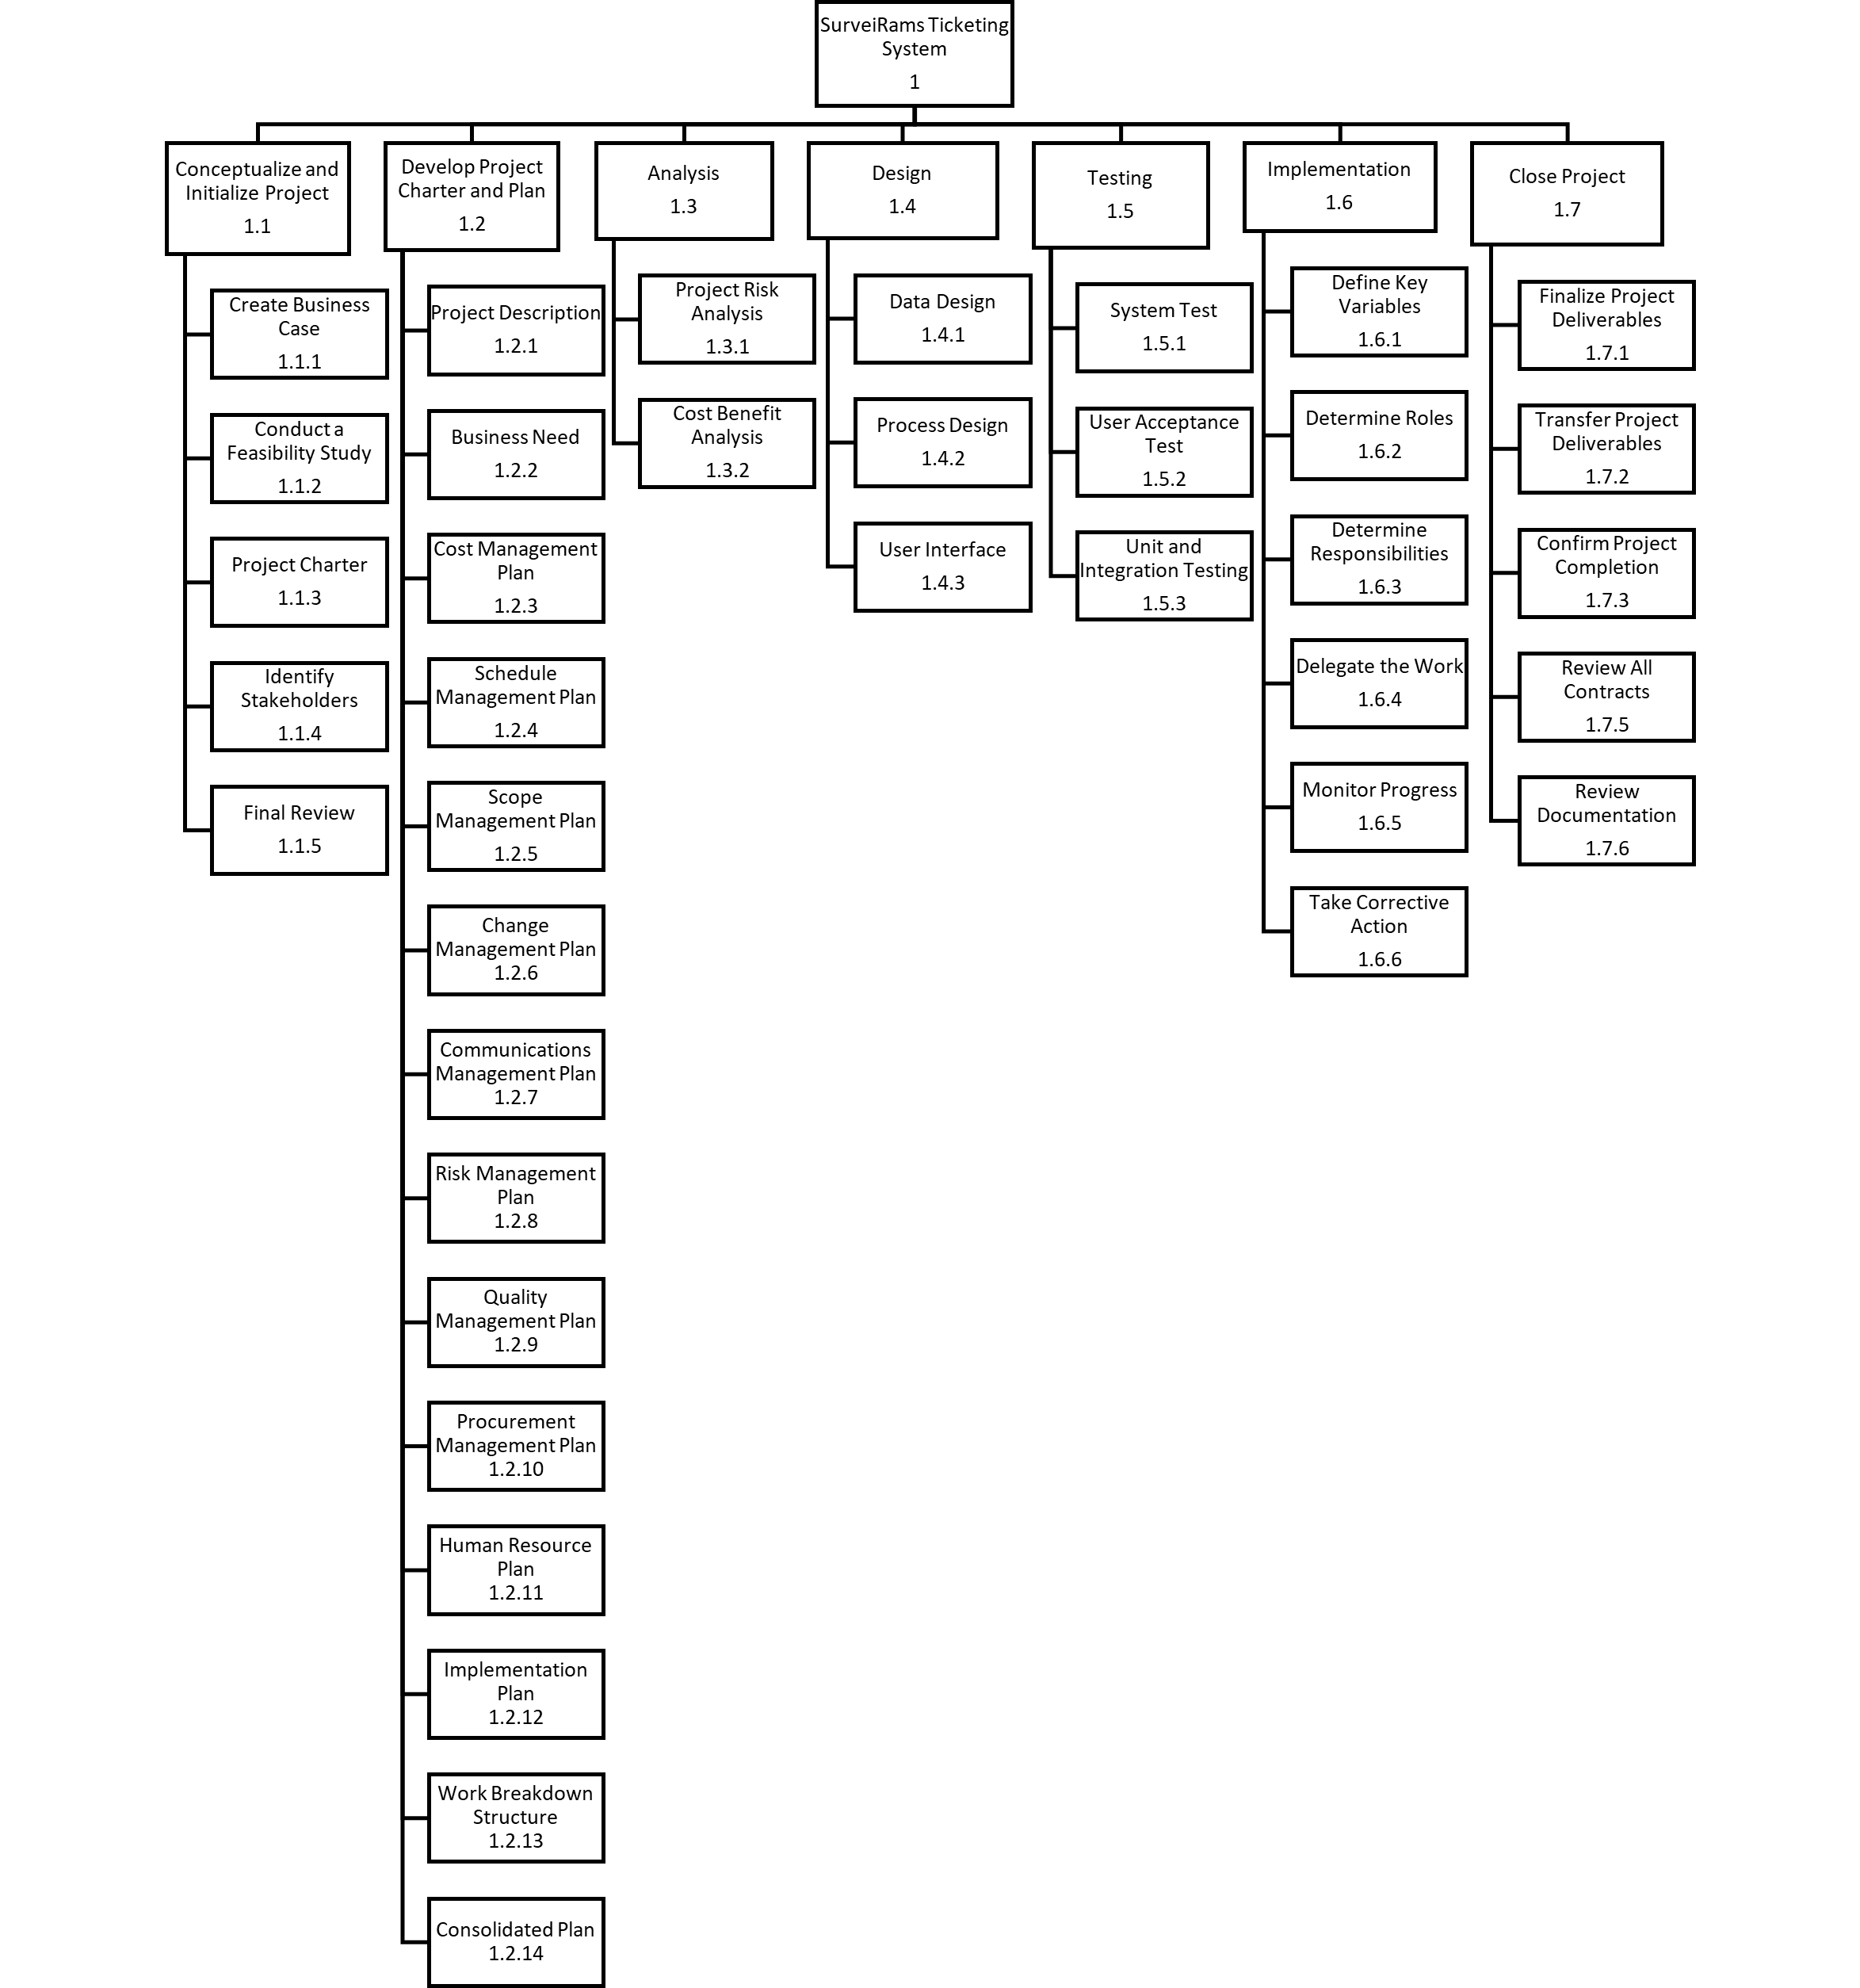 SurveiRams Ticketing
System
1
Conceptualize and
Initialize Project
1.1
Create Business
Case
1.1.1
Conduct a
Feasibility Study
1.1.2
Project Charter
1.1.3
Identify
Stakeholders
1.1.4
Final Review
1.1.5
Develop Project
Charter and Plan
1.2
Project Description
1.2.1
Business Need
1.2.2
Cost Management
Plan
1.2.3
Schedule
Management Plan
1.2.4
Scope
Management Plan
1.2.5
Change
Management Plan
1.2.6
Communications
Management Plan
1.2.7
Risk Management
Plan
1.2.8
Quality
Management Plan
1.2.9
Procurement
Management Plan
1.2.10
Human Resource
Plan
1.2.11
Implementation
Plan
1.2.12
Work Breakdown
Structure
1.2.13
Consolidated Plan
1.2.14
Analysis
1.3
Project Risk
Analysis
1.3.1
Cost Benefit
Analysis
1.3.2
Design
1.4
Data Design
1.4.1
Process Design
1.4.2
User Interface
1.4.3
Testing
1.5
System Test
1.5.1
User Acceptance
Test
1.5.2
Unit and
Integration Testing
1.5.3
Implementation
1.6
Define Key
Variables
1.6.1
Determine Roles
1.6.2
Determine
Responsibilities
1.6.3
Delegate the Work
1.6.4
Monitor Progress
1.6.5
Take Corrective
Action
1.6.6
Close Project
1.7
Finalize Project
Deliverables
1.7.1
Transfer Project
Deliverables
1.7.2
Confirm Project
Completion
1.7.3
Review All
Contracts
1.7.5
Review
Documentation
1.7.6